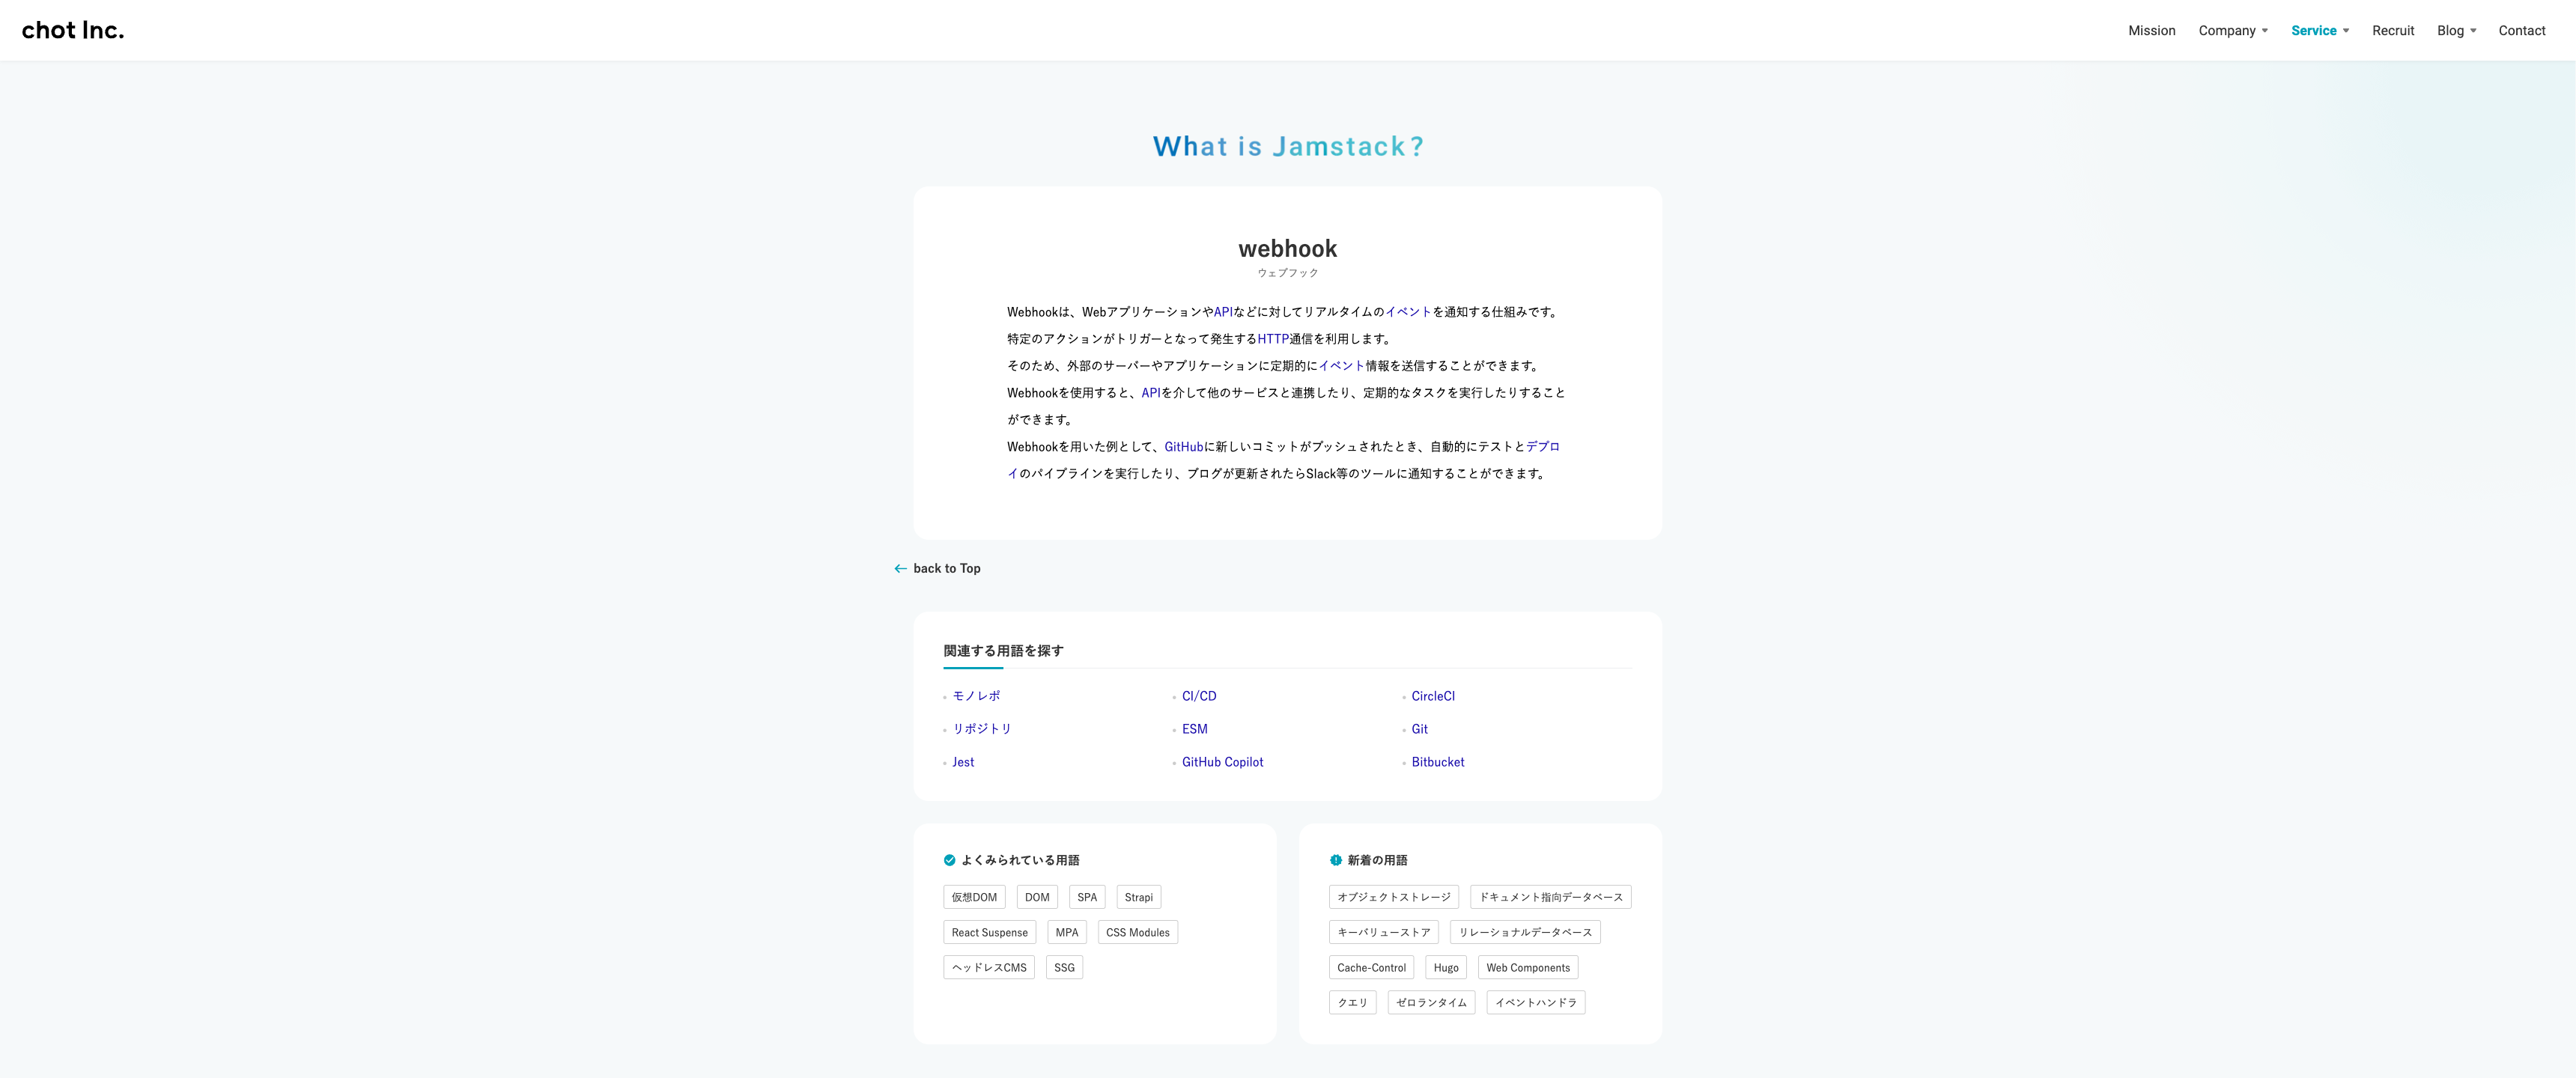 chot Inc.
Mission Company Service Recruit Blog Contact
What is Jamstack?
webhook
ウェブフック
Webhookは、WebアプリケーションやAPIなどに対してリアルタイムのイベントを通知する仕組みです。
特定のアクションがトリガーとなって発生するHTTP通信を利用します。
そのため、外部のサーバーやアプリケーションに定期的にイベント情報を送信することができます。
Webhookを使用すると、APIを介して他のサービスと連携したり、定期的なタスクを実行したりすること
ができます。
Webhookを用いた例として、GitHubに新しいコミットがプッシュされたとき、自動的にテストとデプロ
イのパイプラインを実行したり、ブログが更新されたらSlack等のツールに通知することができます。
back to Top
関連する用語を探す
モノレポ CI/CD CircleCI
リポジトリ ESM Git
Jest GitHub Copilot Bitbucket
よくみられている用語
仮想DOM DOM SPA Strapi
React Suspense MPA CSS Modules
ヘッドレスCMS SSG
新着の用語
オブジェクトストレージ ドキュメント指向データベース
キーバリューストア リレーショナルデータベース
Cache-Control Hugo Web Components
クエリ ゼロランタイム イベントハンドラ